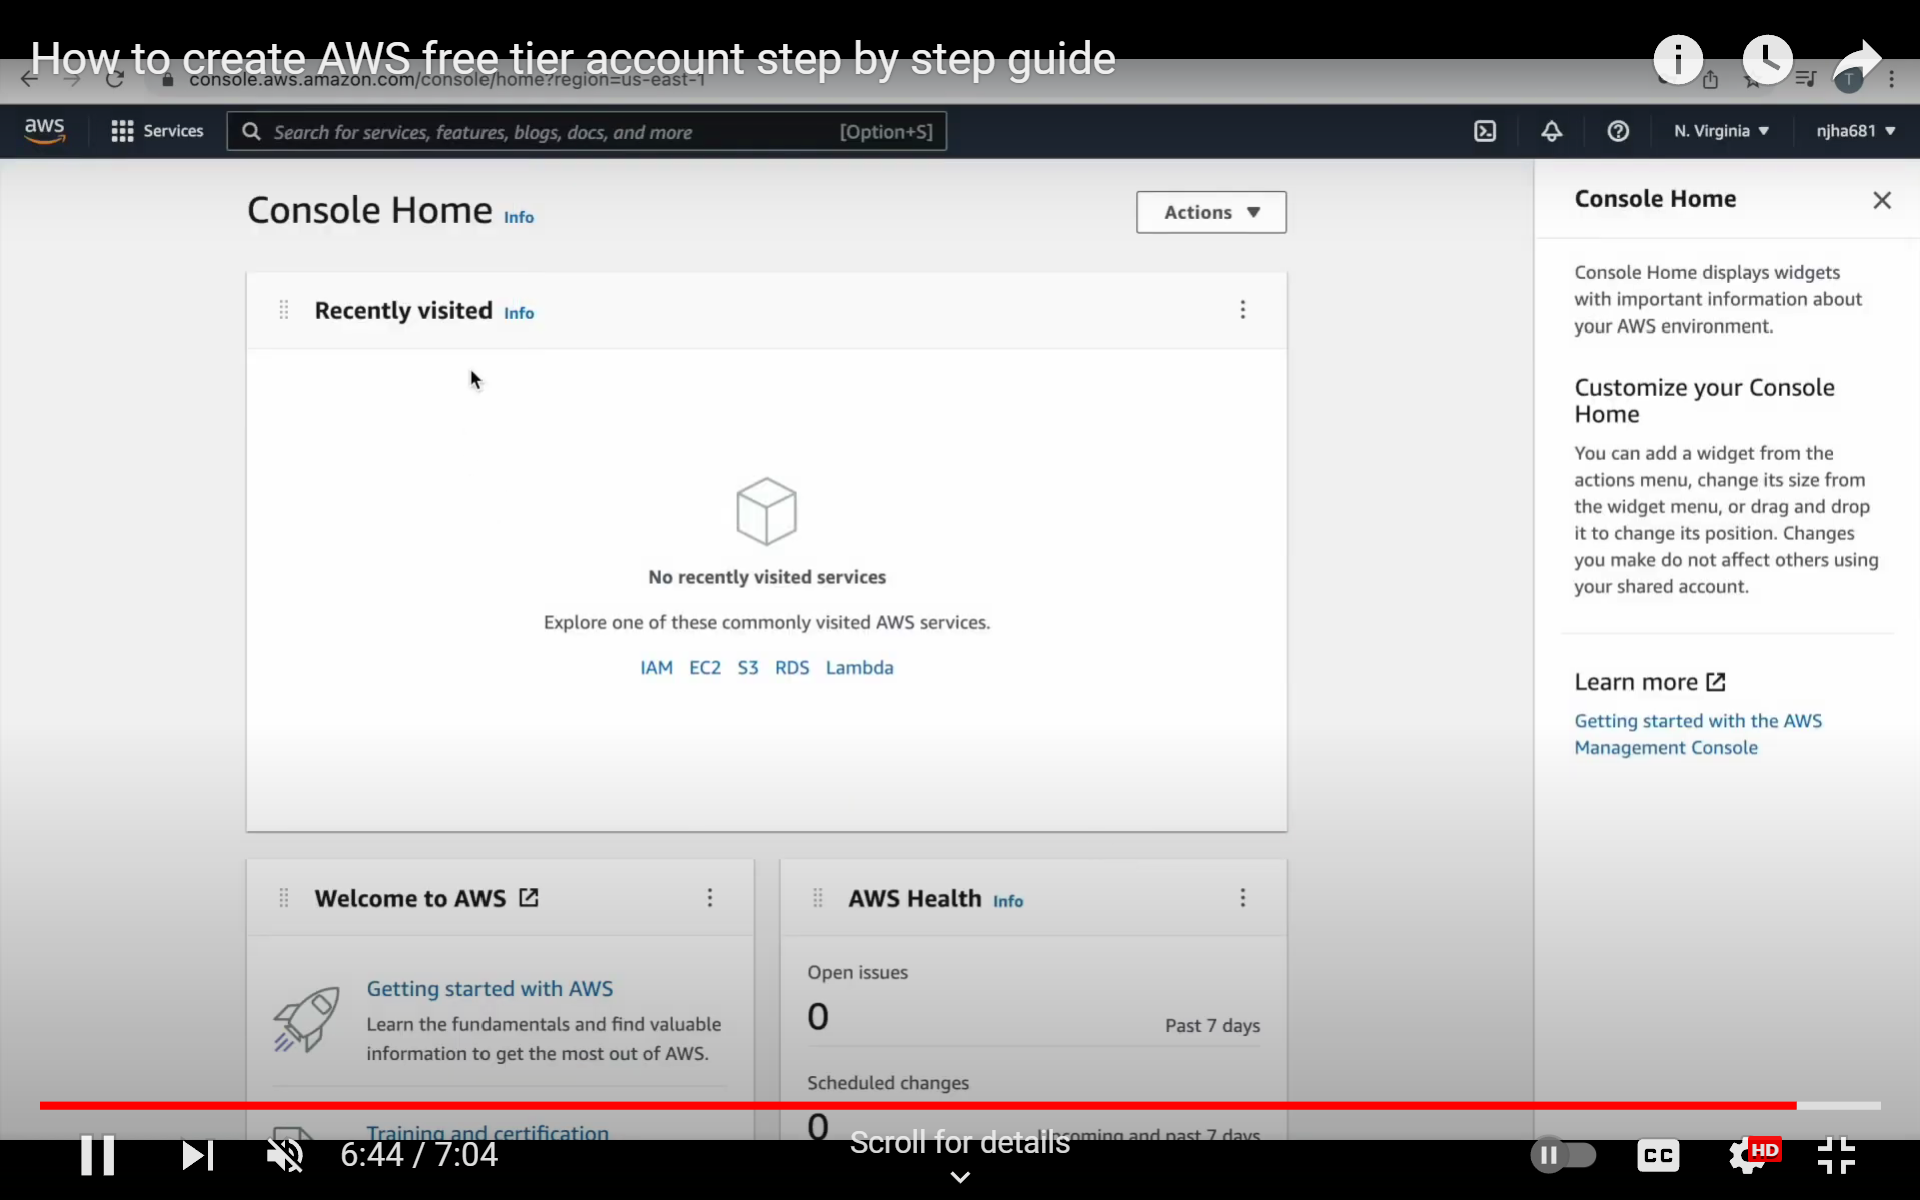 How to create AWS free tier account step by step guide
console.aws.amazon.com/console/home?region=us-east-1
T
aws
Services
Search for services, features, blogs, docs, and more
[Option+S]
N. Virginia
njha681
Console Home Info
Actions
Recently visited Info
No recently visited services
Explore one of these commonly visited AWS services.
IAM EC2 S3 RDS Lambda
Welcome to AWS
Getting started with AWS
Learn the fundamentals and find valuable
information to get the most out of AWS.
Training and certification
AWS Health Info
Open issues
0
Past 7 days
Scheduled changes
0
Upcoming and past 7 days
Console Home
Console Home displays widgets
with important information about
your AWS environment.
Customize your Console
Home
You can add a widget from the
actions menu, change its size from
the widget menu, or drag and drop
it to change its position. Changes
you make do not affect others using
your shared account.
Learn more
Getting started with the AWS
Management Console
6:44 / 7:04
Scroll for details
CC
HD